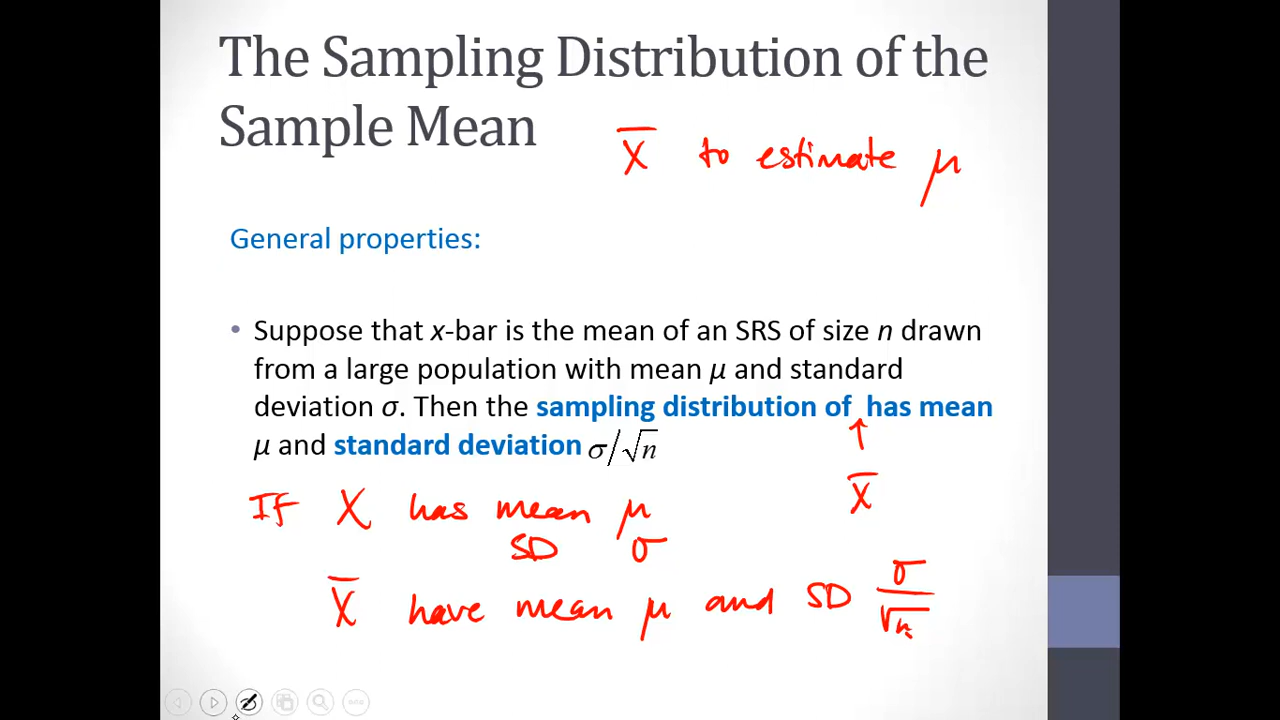 The Sampling Distribution of the
Sample Mean
X̄ to estimate μ
General properties:
• Suppose that x-bar is the mean of an SRS of size n drawn
from a large population with mean μ and standard
deviation σ. Then the sampling distribution of has mean
μ and standard deviation σ/√n
↑
X̄
If X has mean μ
SD σ
X̄ have mean μ and SD σ/√n